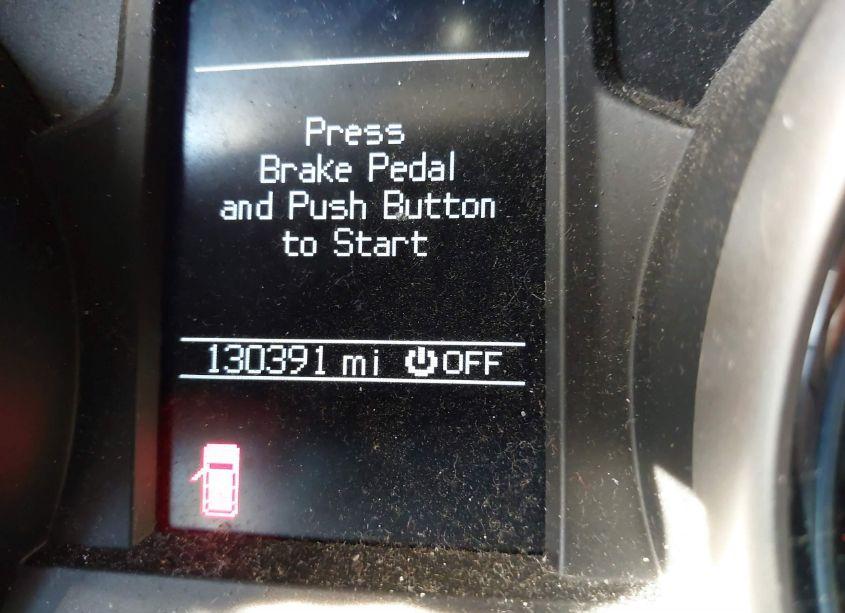 Press
Brake Pedal
and Push Button
to Start
130391 mi OFF